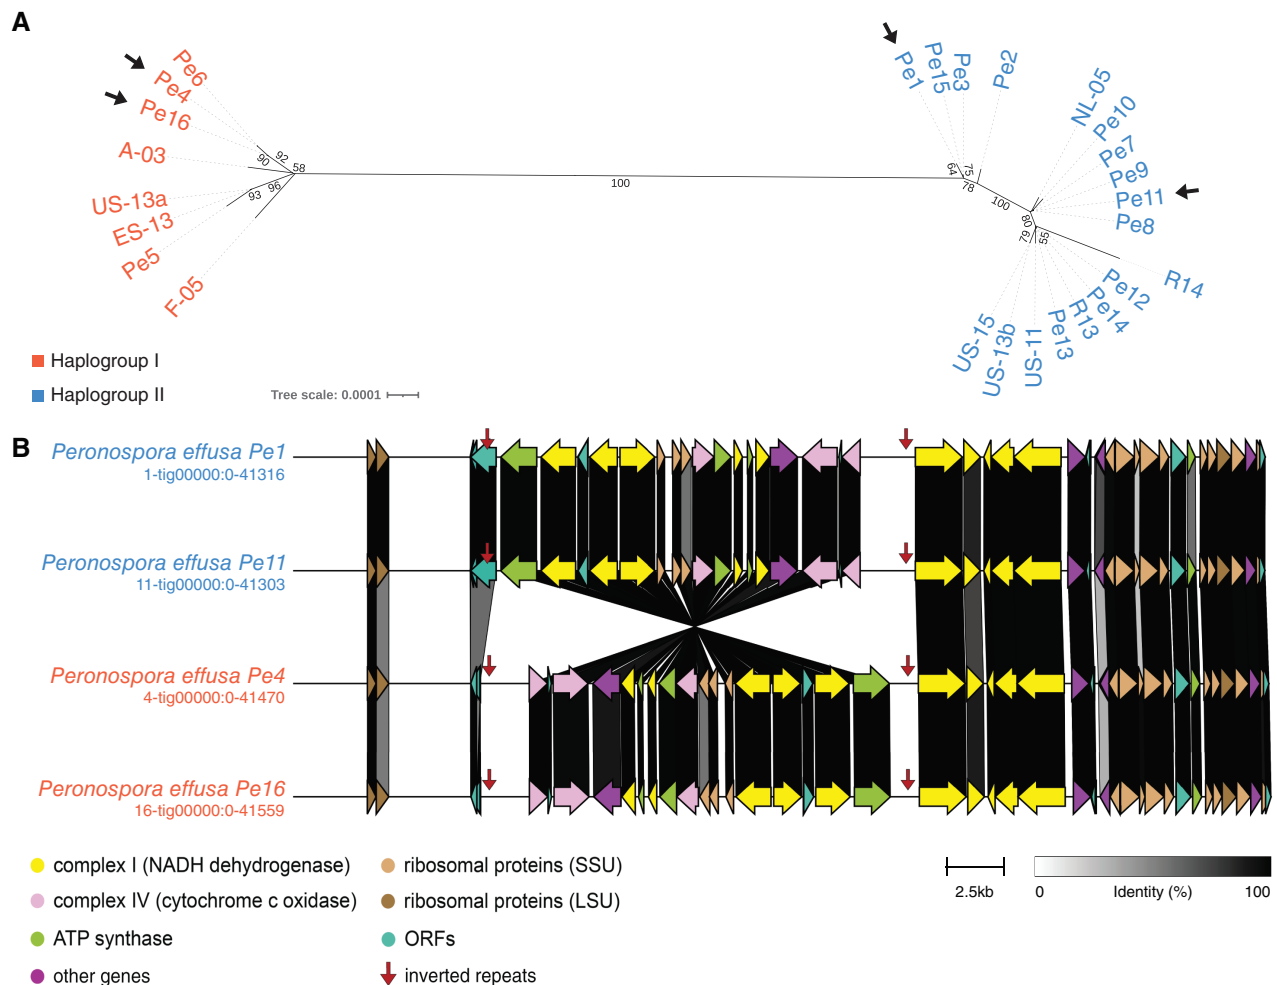 A
Pe6
Pe4
Pe16
A-03
US-13a
ES-13
Pe5
F-05
90
92
58
93
96
100
Pe1
Pe15
Pe3
Pe2
NL-05
Pe10
Pe7
Pe9
Pe11
Pe8
R14
Pe12
Pe14
R13
Pe13
US-11
US-13b
US-15
64
75
78
100
80
79
55
Haplogroup I
Haplogroup II
Tree scale: 0.0001
B
Peronospora effusa Pe1
1-tig00000:0-41316
Peronospora effusa Pe11
11-tig00000:0-41303
Peronospora effusa Pe4
4-tig00000:0-41470
Peronospora effusa Pe16
16-tig00000:0-41559
complex I (NADH dehydrogenase)
complex IV (cytochrome c oxidase)
ATP synthase
other genes
ribosomal proteins (SSU)
ribosomal proteins (LSU)
ORFs
inverted repeats
2.5kb
0 Identity (%) 100